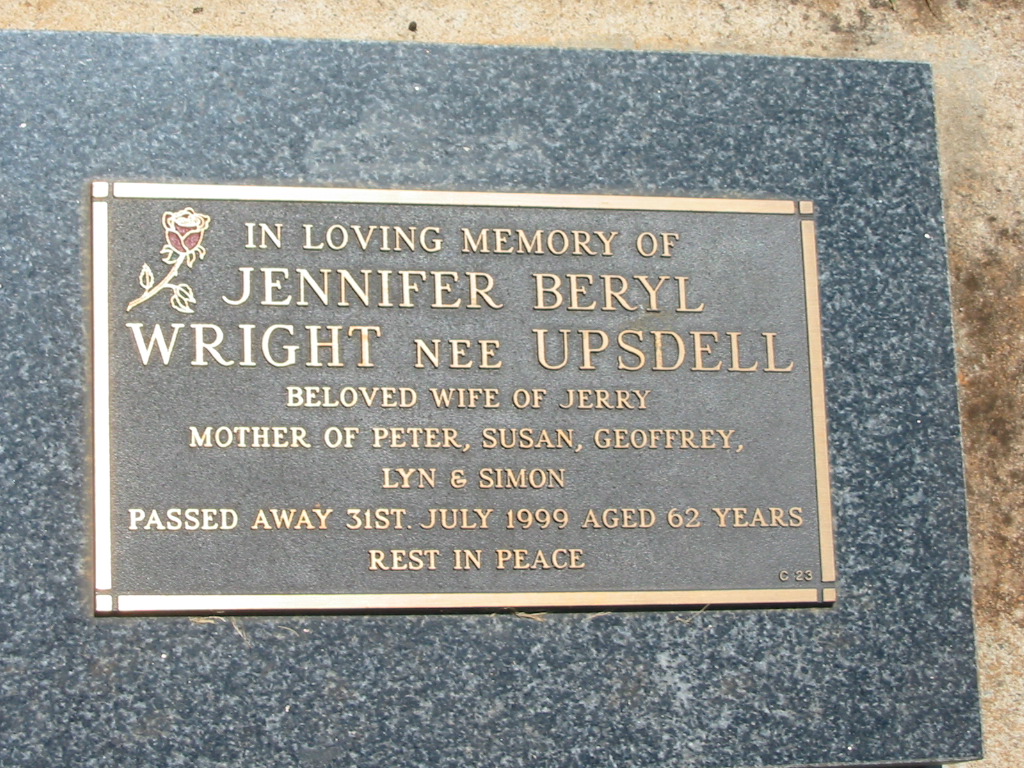 IN LOVING MEMORY OF
JENNIFER BERYL
WRIGHT NEE UPSDELL
BELOVED WIFE OF JERRY
MOTHER OF PETER, SUSAN, GEOFFREY,
LYN & SIMON
PASSED AWAY 31ST. JULY 1999 AGED 62 YEARS
REST IN PEACE
C 23